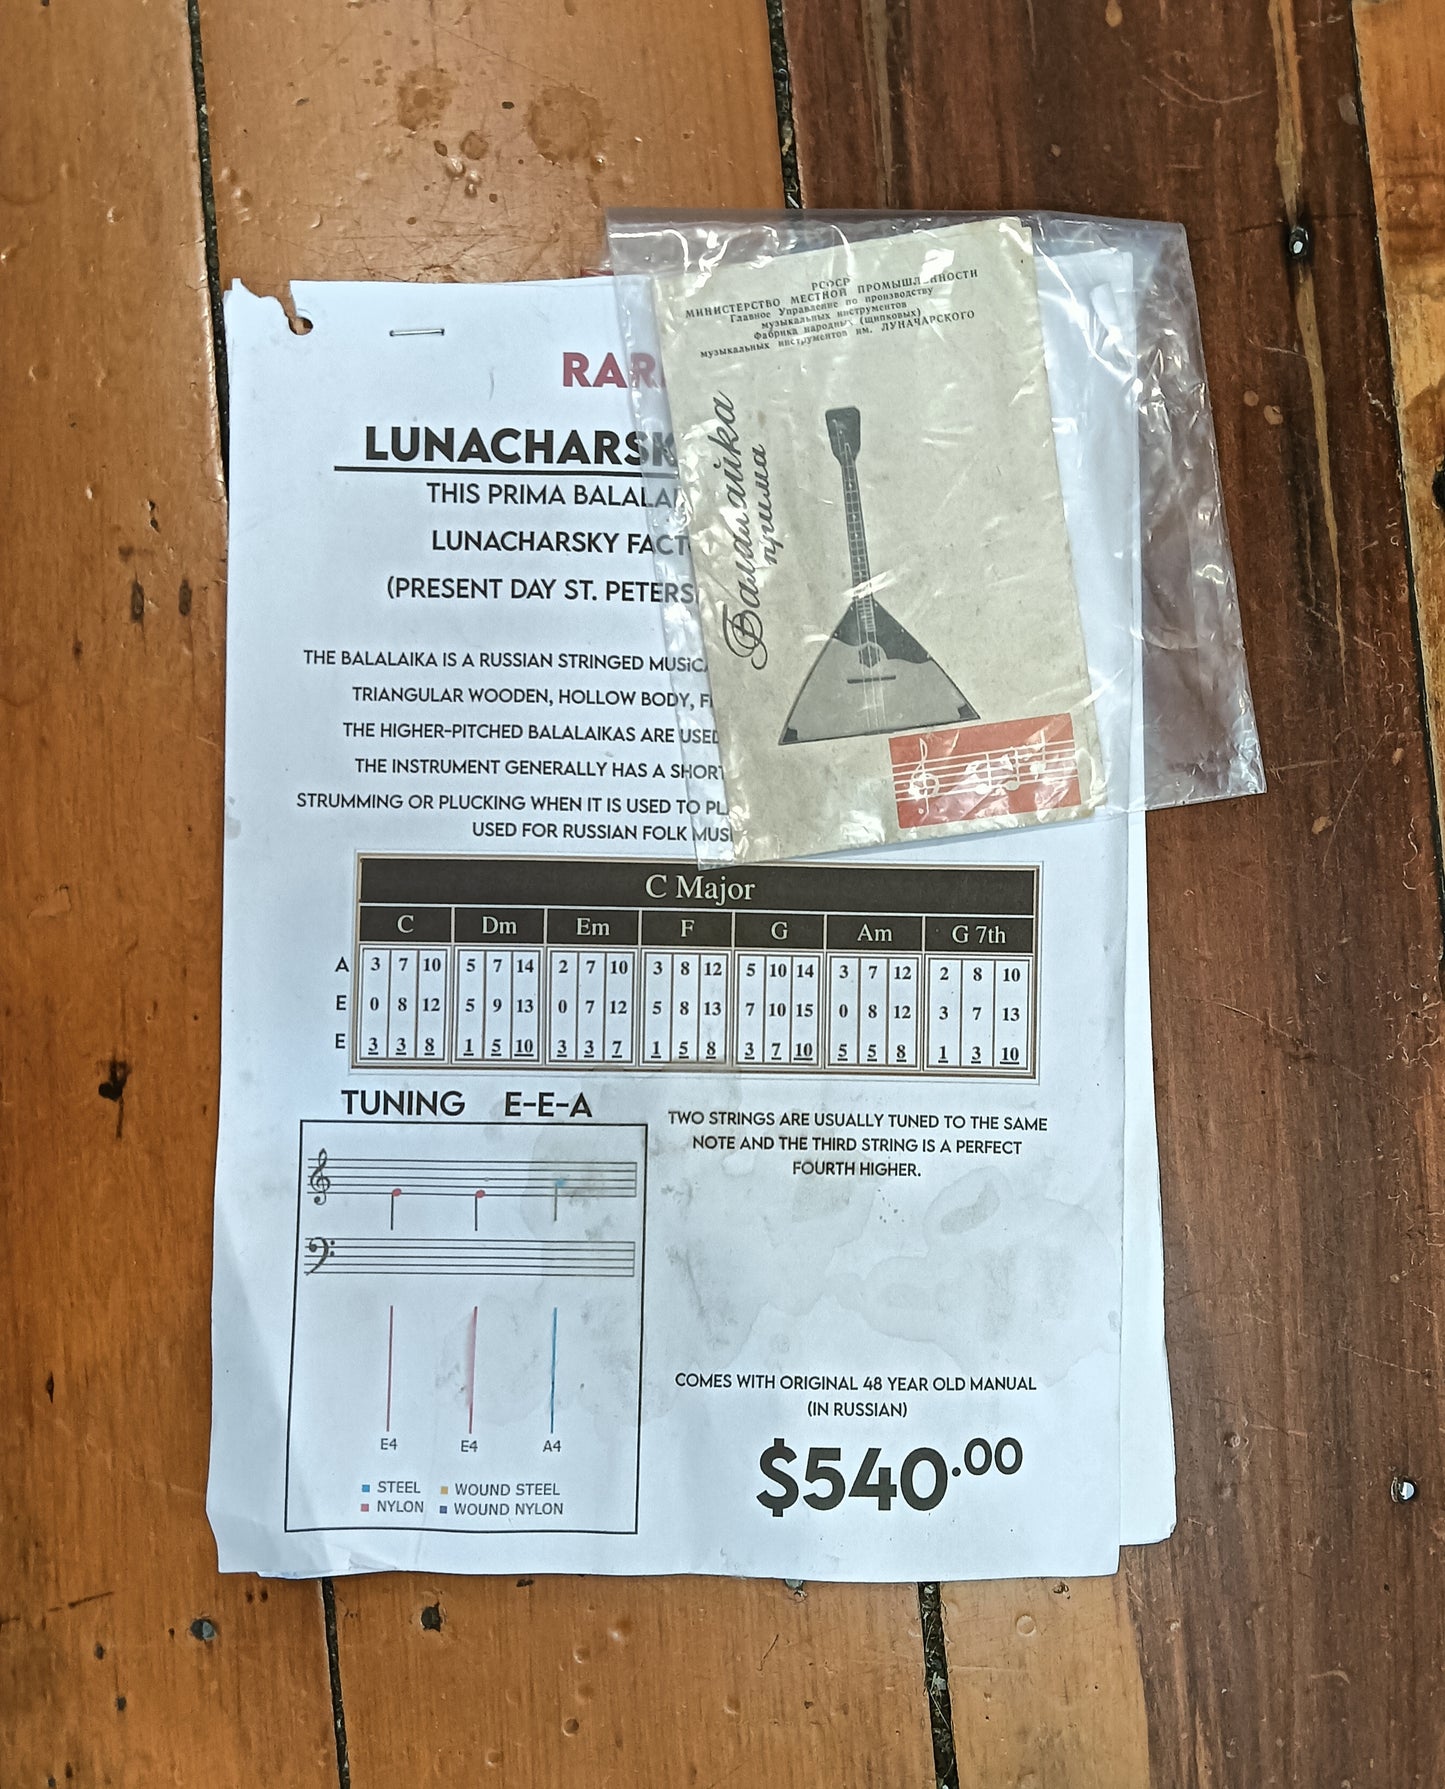 РСФСР
МИНИСТЕРСТВО МЕСТНОЙ ПРОМЫШЛЕННОСТИ
Главное Управление по производству
музыкальных инструментов
Фабрика народных (щипковых)
музыкальных инструментов им. ЛУНАЧАРСКОГО
Балалайка
прима
RAR
LUNACHARSK
THIS PRIMA BALALAI
LUNACHARSKY FACT
(PRESENT DAY ST. PETERS
THE BALALAIKA IS A RUSSIAN STRINGED MUSICA
TRIANGULAR WOODEN, HOLLOW BODY, F
THE HIGHER-PITCHED BALALAIKAS ARE USED
THE INSTRUMENT GENERALLY HAS A SHORT
STRUMMING OR PLUCKING WHEN IT IS USED TO PL
USED FOR RUSSIAN FOLK MUSI
C Major
C Dm Em F G Am G 7th
A 3 7 10 5 7 14 2 7 10 3 8 12 5 10 14 3 7 12 2 8 10
E 0 8 12 5 9 13 0 7 12 5 8 13 7 10 15 0 8 12 3 7 13
E 3 3 8 1 5 10 3 3 7 1 5 8 3 7 10 5 5 8 1 3 10
TUNING E-E-A
E4 E4 A4
STEEL WOUND STEEL
NYLON WOUND NYLON
TWO STRINGS ARE USUALLY TUNED TO THE SAME
NOTE AND THE THIRD STRING IS A PERFECT
FOURTH HIGHER.
COMES WITH ORIGINAL 48 YEAR OLD MANUAL
(IN RUSSIAN)
$540.00